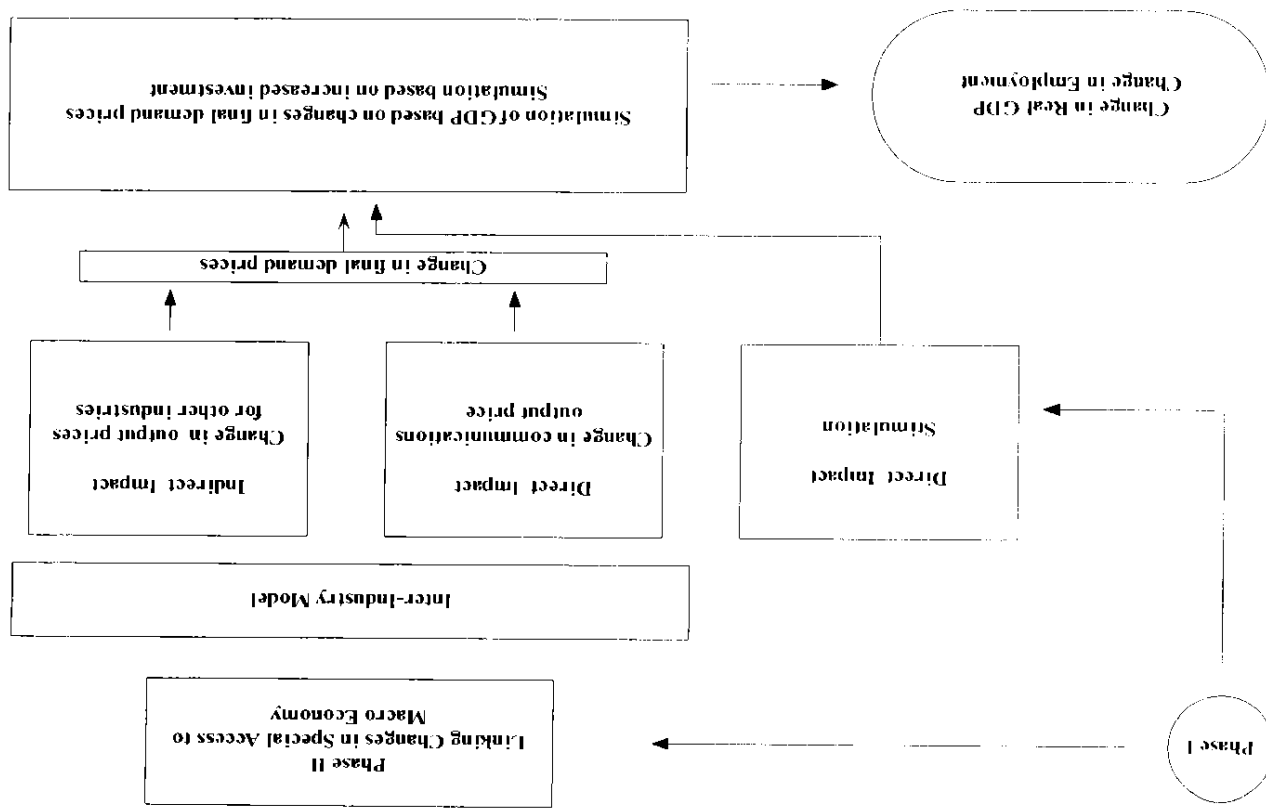 Phase I
Phase II
Linking Changes in Special Access to
Macro Economy
Inter-Industry Model
Direct Impact
Stimulation
Direct Impact
Change in communications
output price
Indirect Impact
Change in output prices
for other industries
Change in final demand prices
Simulation of GDP based on changes in final demand prices
Simulation based on increased investment
Change in Real GDP
Change in Employment